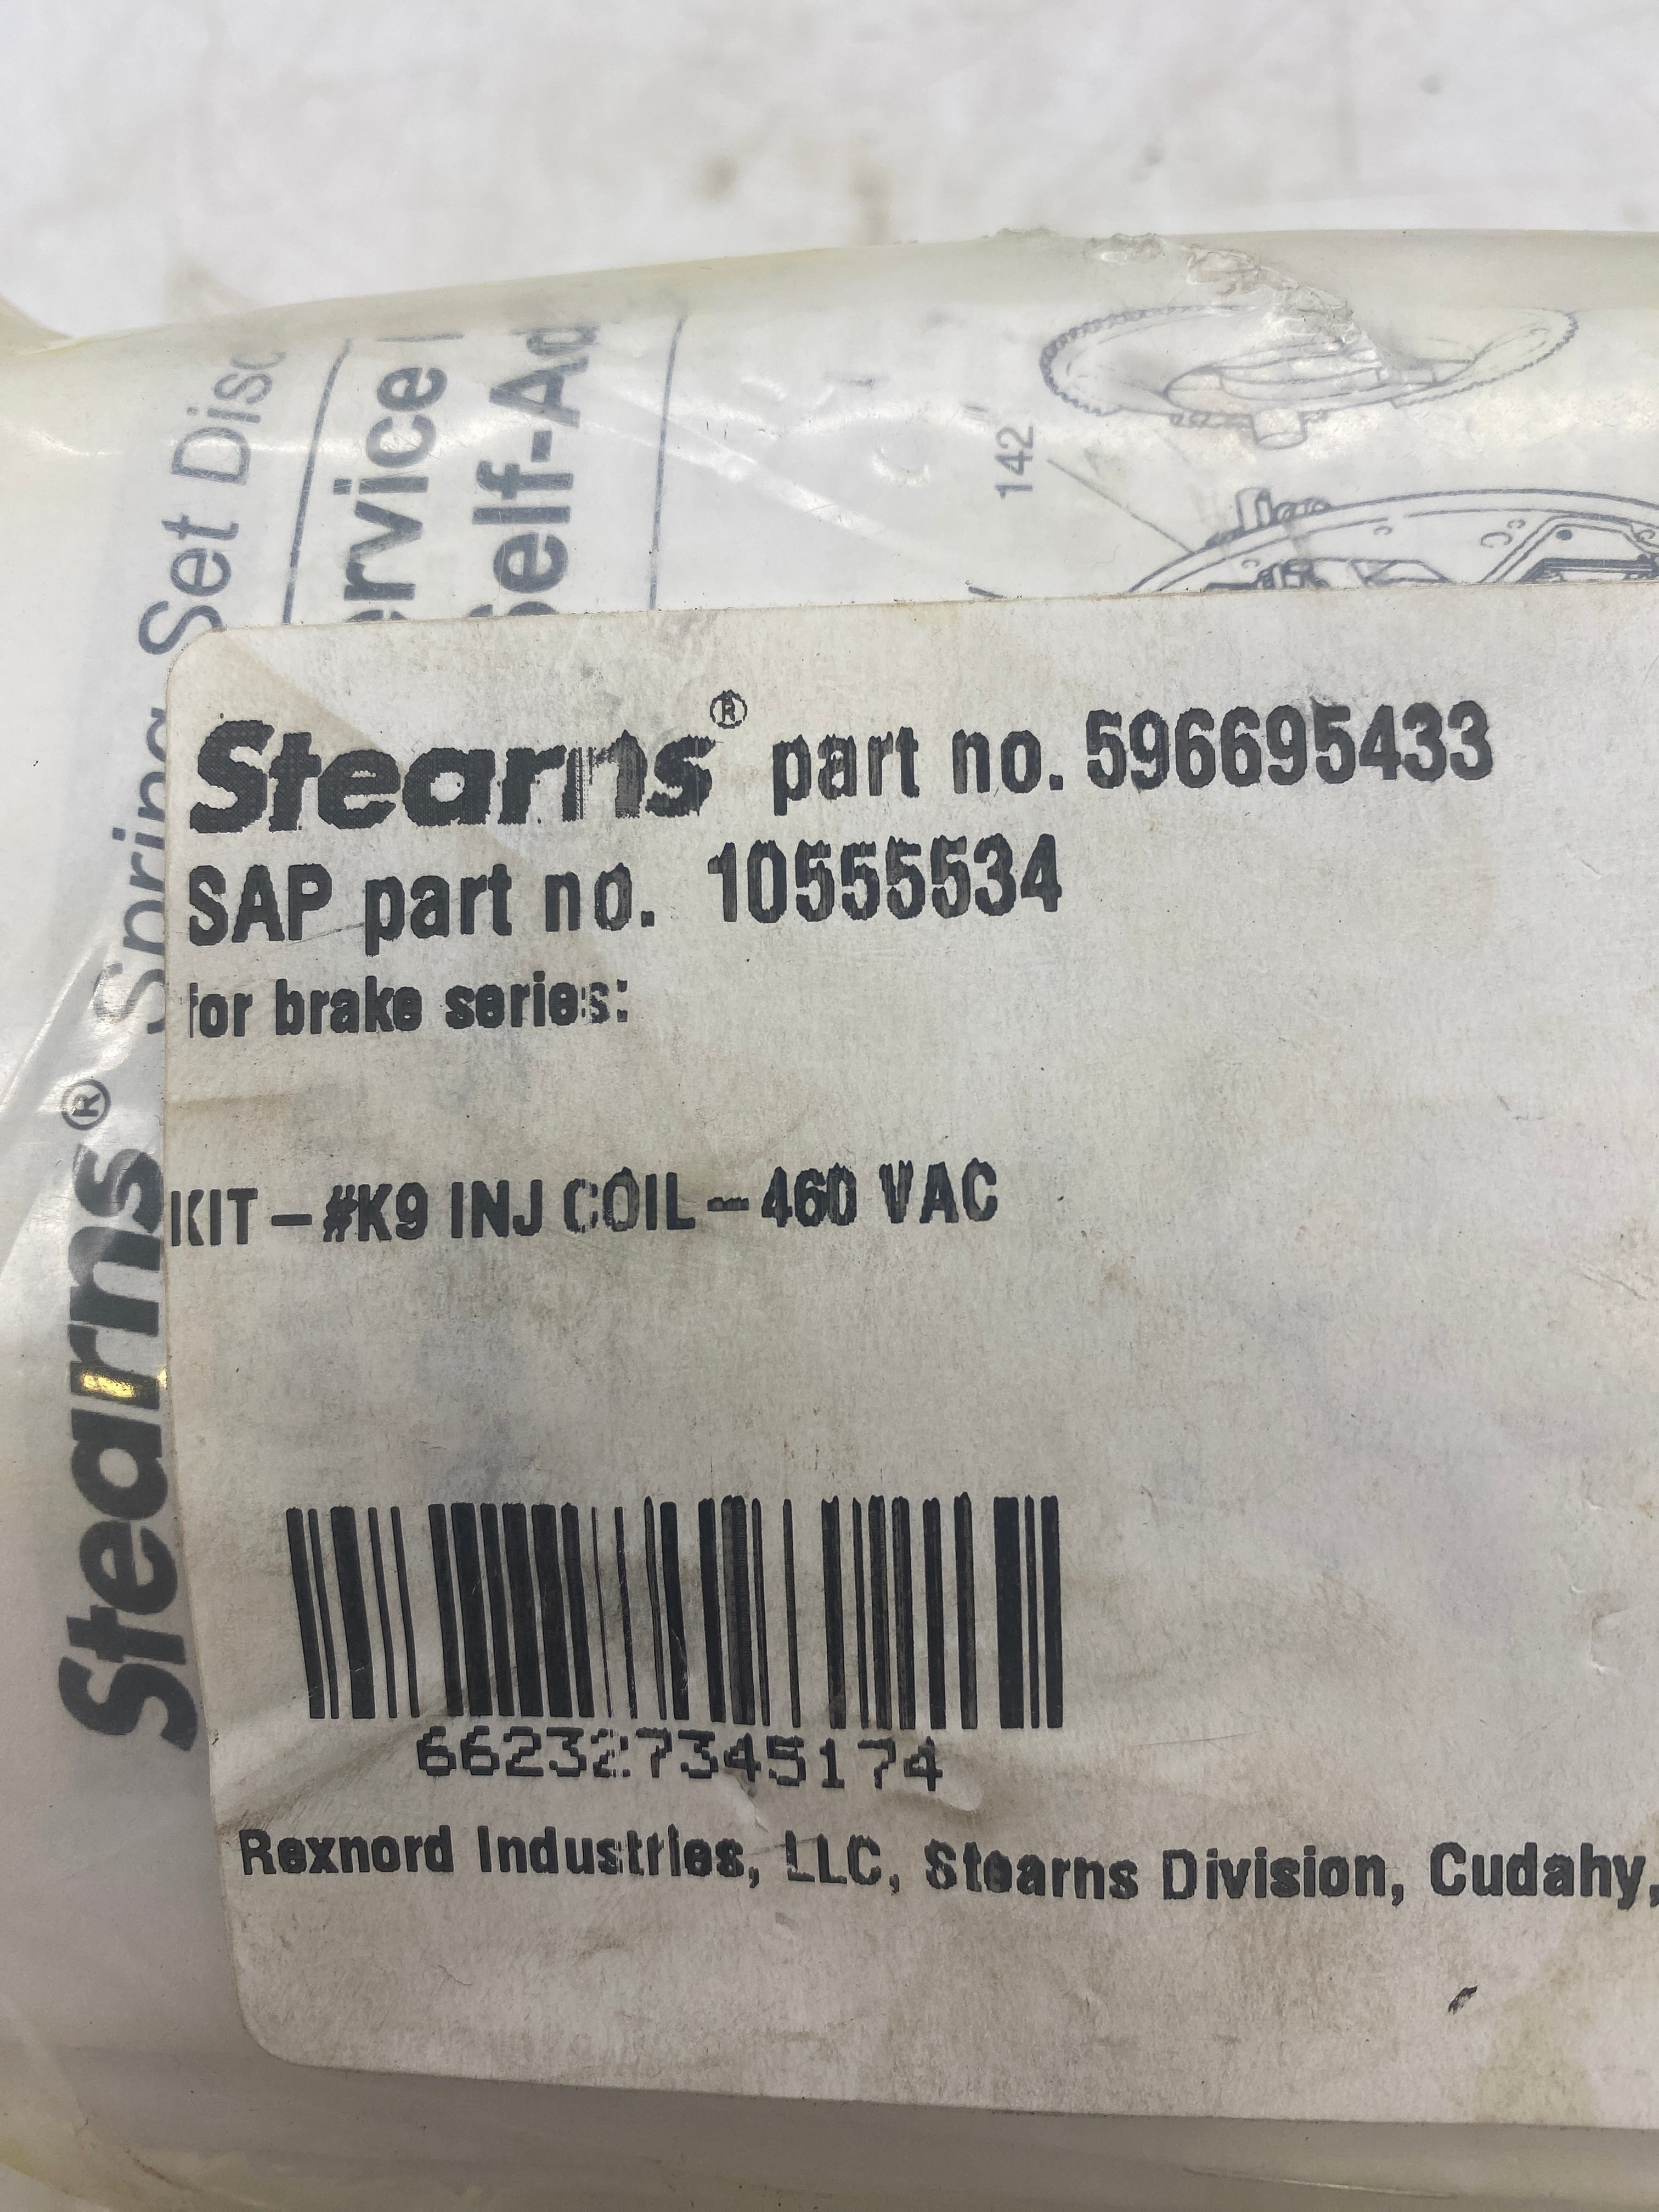 Stearns® Spring Set Disc
ervice
Self-Ad
142
Stearns® part no. 596695433
SAP part no. 10555534
for brake series:
KIT – #K9 INJ COIL – 460 VAC
662327345174
Rexnord Industries, LLC, Stearns Division, Cudahy,